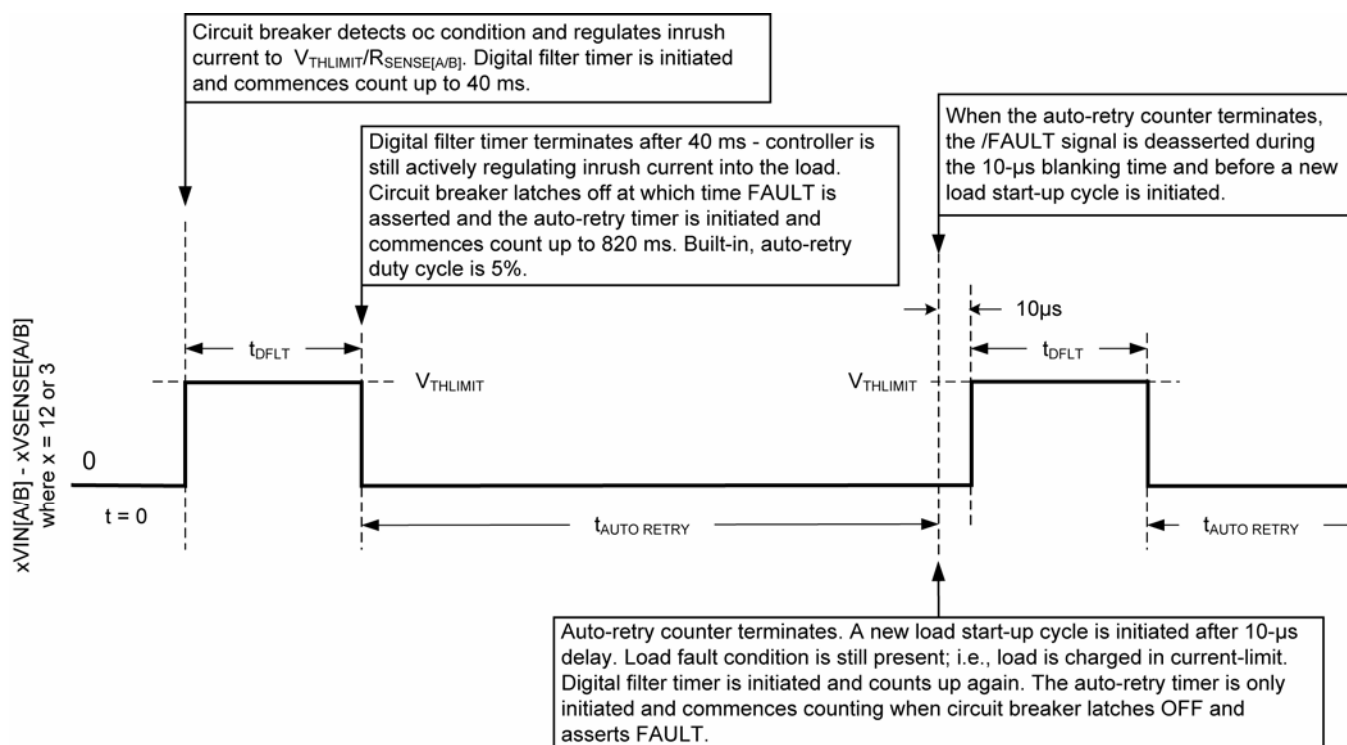 Circuit breaker detects oc condition and regulates inrush
current to VTHLIMIT/RSENSE[A/B]. Digital filter timer is initiated
and commences count up to 40 ms.
Digital filter timer terminates after 40 ms - controller is
still actively regulating inrush current into the load.
Circuit breaker latches off at which time FAULT is
asserted and the auto-retry timer is initiated and
commences count up to 820 ms. Built-in, auto-retry
duty cycle is 5%.
When the auto-retry counter terminates,
the /FAULT signal is deasserted during
the 10-µs blanking time and before a new
load start-up cycle is initiated.
10µs
tDFLT
tDFLT
VTHLIMIT
VTHLIMIT
xVIN[A/B] - xVSENSE[A/B]
where x = 12 or 3
0
t = 0
tAUTO RETRY
tAUTO RETRY
Auto-retry counter terminates. A new load start-up cycle is initiated after 10-µs
delay. Load fault condition is still present; i.e., load is charged in current-limit.
Digital filter timer is initiated and counts up again. The auto-retry timer is only
initiated and commences counting when circuit breaker latches OFF and
asserts FAULT.